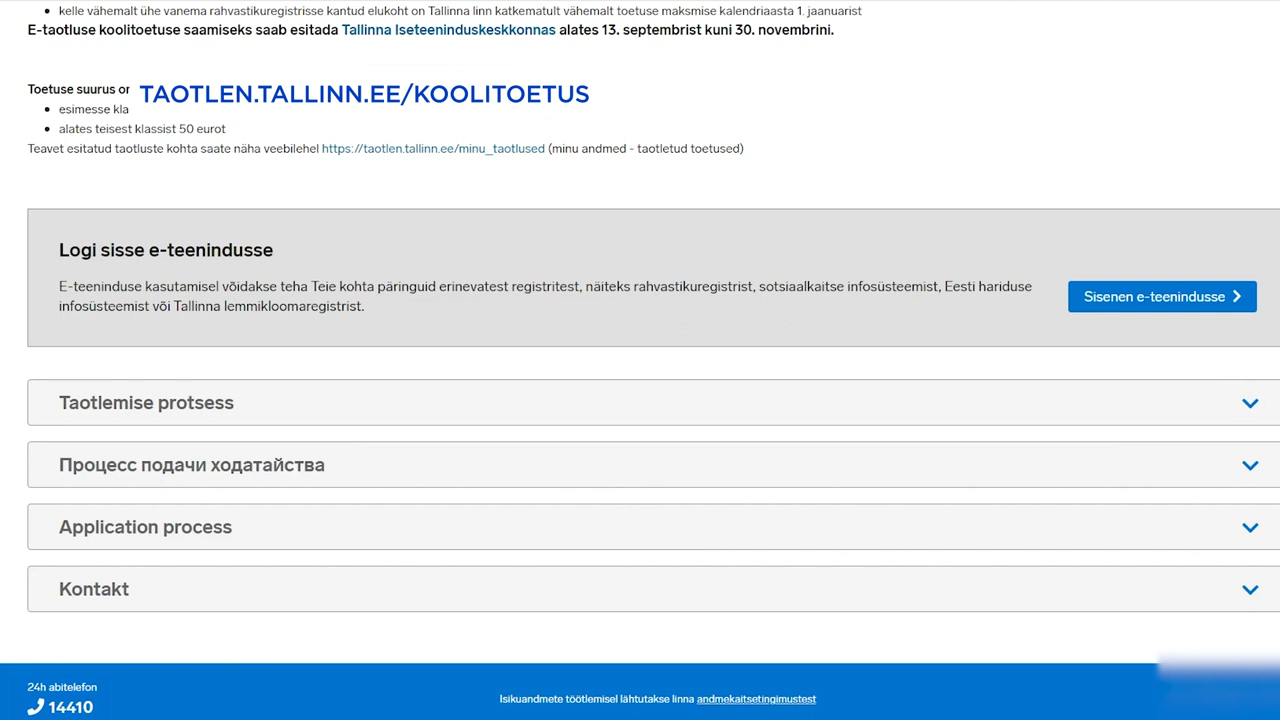 kelle vähemalt ühe vanema rahvastikuregistrisse kantud elukoht on Tallinna linn katkematult vähemalt toetuse maksmise kalendriaasta 1. jaanuarist
E-taotluse koolitoetuse saamiseks saab esitada Tallinna Iseteeninduskeskkonnas alates 13. septembrist kuni 30. novembrini.
Toetuse suurus
TAOTLEN.TALLINN.EE/KOOLITOETUS
esimesse
alates teisest klassist 50 eurot
Teavet esitatud taotluste kohta saate näha veebilehel https://taotlen.tallinn.ee/minu_taotlused (minu andmed - taotletud toetused)
Logi sisse e-teenindusse
E-teeninduse kasutamisel võidakse teha Teie kohta päringuid erinevatest registritest, näiteks rahvastikuregistrist, sotsiaalkaitse infosüsteemist, Eesti hariduse
infosüsteemist või Tallinna lemmikloomaregistrist.
Sisenen e-teenindusse
Taotlemise protsess
Процесс подачи ходатайства
Application process
Kontakt
24h abitelefon
14410
Isikuandmete töötlemisel lähtutakse linna andmekaitsetingimustest